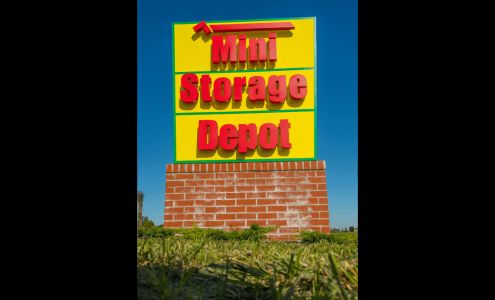 Mini
Storage
Depot